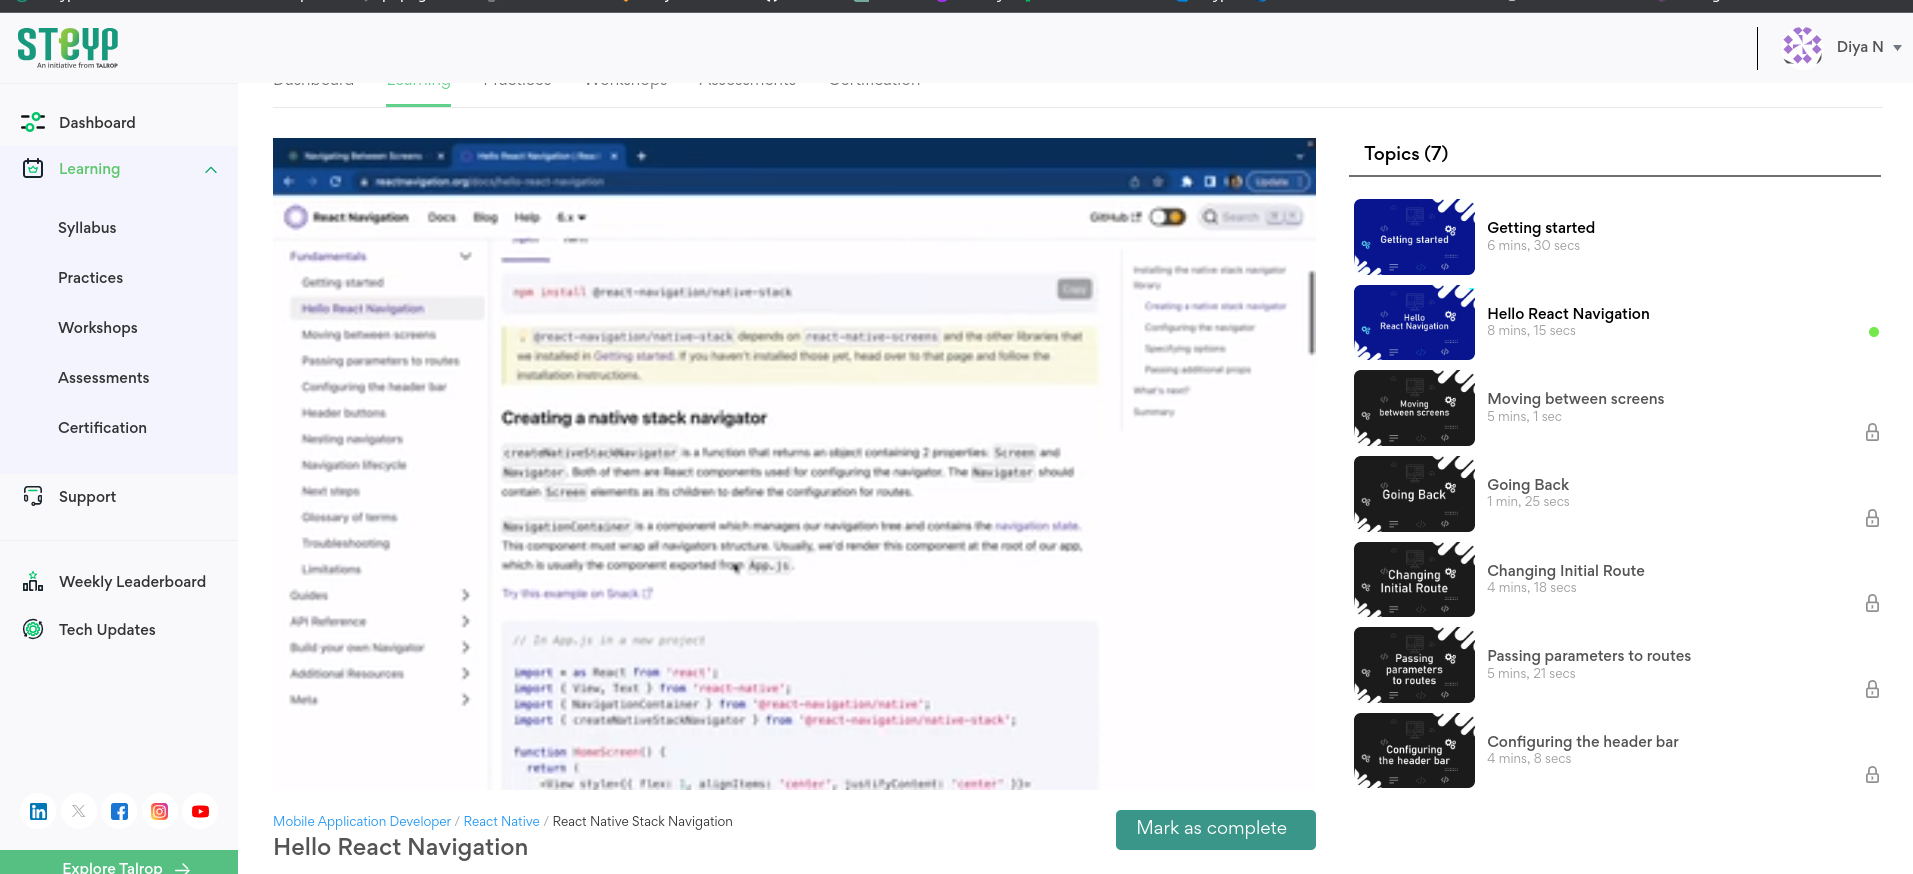 STEYP
An initiative from TALROP
Diya N
Dashboard
Learning
Syllabus
Practices
Workshops
Assessments
Certification
Support
Weekly Leaderboard
Tech Updates
Explore Talrop
Dashboard Learning Practices Workshops Assessments Certification
Navigating Between Screens
Hello React Navigation | Reac
reactnavigation.org/docs/hello-react-navigation
Update
React Navigation Docs Blog Help 6.x
GitHub
Search
Fundamentals
Getting started
Hello React Navigation
Moving between screens
Passing parameters to routes
Configuring the header bar
Header buttons
Nesting navigators
Navigation lifecycle
Next steps
Glossary of terms
Troubleshooting
Limitations
Guides
API Reference
Build your own Navigator
Additional Resources
Meta
npm install @react-navigation/native-stack
Copy
@react-navigation/native-stack depends on react-native-screens and the other libraries that
we installed in Getting started. If you haven't installed those yet, head over to that page and follow the
installation instructions.
Creating a native stack navigator
createNativeStackNavigator is a function that returns an object containing 2 properties: Screen and
Navigator. Both of them are React components used for configuring the navigator. The Navigator should
contain Screen elements as its children to define the configuration for routes.
NavigationContainer is a component which manages our navigation tree and contains the navigation state.
This component must wrap all navigators structure. Usually, we'd render this component at the root of our app,
which is usually the component exported from App.js.
Try this example on Snack
// In App.js in a new project
import * as React from 'react';
import { View, Text } from 'react-native';
import { NavigationContainer } from '@react-navigation/native';
import { createNativeStackNavigator } from '@react-navigation/native-stack';
function HomeScreen() {
return (
<View style={{ flex: 1, alignItems: 'center', justifyContent: 'center' }}>
Installing the native stack navigator
library
Creating a native stack navigator
Configuring the navigator
Specifying options
Passing additional props
What's next?
Summary
Mobile Application Developer / React Native / React Native Stack Navigation
Hello React Navigation
Mark as complete
Topics (7)
Getting started
Getting started
6 mins, 30 secs
Hello
React Navigation
Hello React Navigation
8 mins, 15 secs
Moving
between screens
Moving between screens
5 mins, 1 sec
Going Back
Going Back
1 min, 25 secs
Changing
Initial Route
Changing Initial Route
4 mins, 18 secs
Passing
parameters
to routes
Passing parameters to routes
5 mins, 21 secs
Configuring
the header bar
Configuring the header bar
4 mins, 8 secs